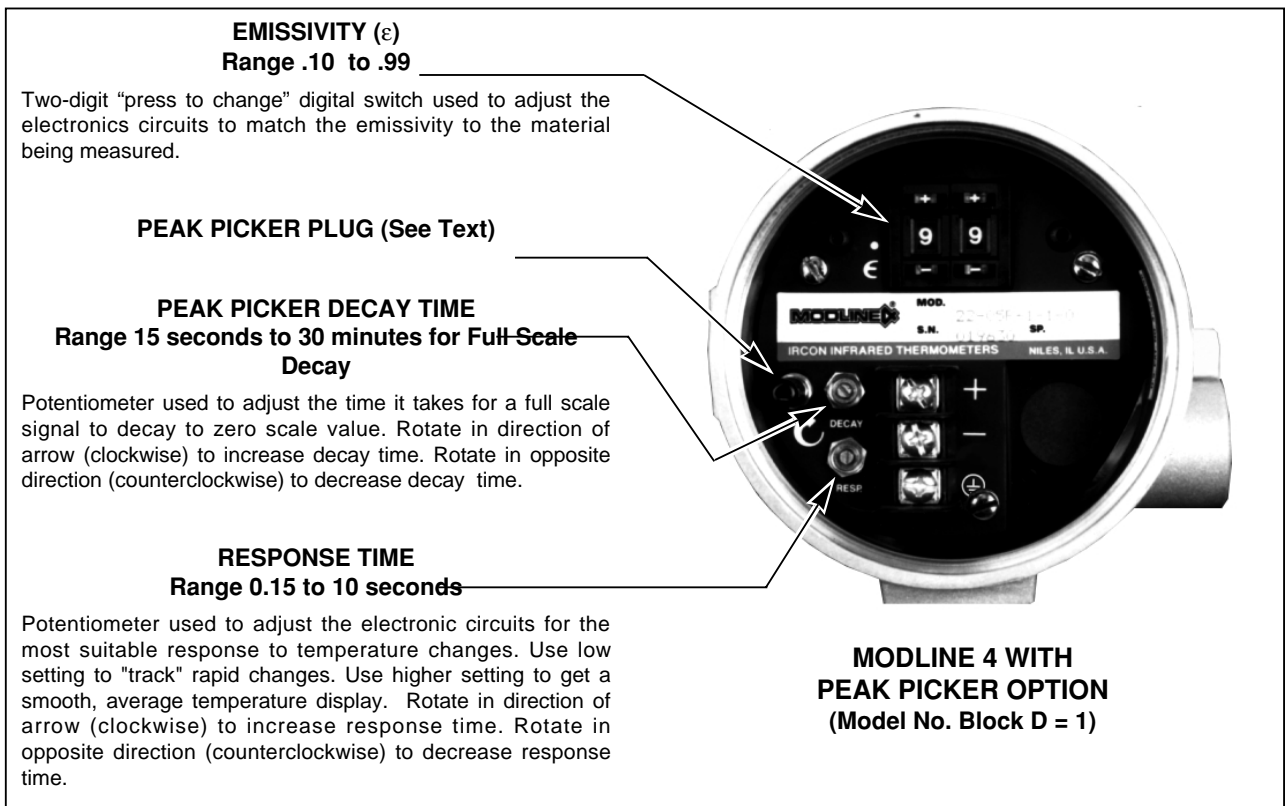 EMISSIVITY (ε)
Range .10 to .99
Two-digit “press to change” digital switch used to adjust the
electronics circuits to match the emissivity to the material
being measured.
PEAK PICKER PLUG (See Text)
PEAK PICKER DECAY TIME
Range 15 seconds to 30 minutes for Full Scale
Decay
Potentiometer used to adjust the time it takes for a full scale
signal to decay to zero scale value. Rotate in direction of
arrow (clockwise) to increase decay time. Rotate in opposite
direction (counterclockwise) to decrease decay time.
RESPONSE TIME
Range 0.15 to 10 seconds
Potentiometer used to adjust the electronic circuits for the
most suitable response to temperature changes. Use low
setting to "track" rapid changes. Use higher setting to get a
smooth, average temperature display. Rotate in direction of
arrow (clockwise) to increase response time. Rotate in
opposite direction (counterclockwise) to decrease response
time.
+ +
9 9
. ϵ
- -
MODLINE ® MOD.
S.N. SP.
IRCON INFRARED THERMOMETERS NILES, IL U.S.A.
+
DECAY
−
RESP.
MODLINE 4 WITH
PEAK PICKER OPTION
(Model No. Block D = 1)